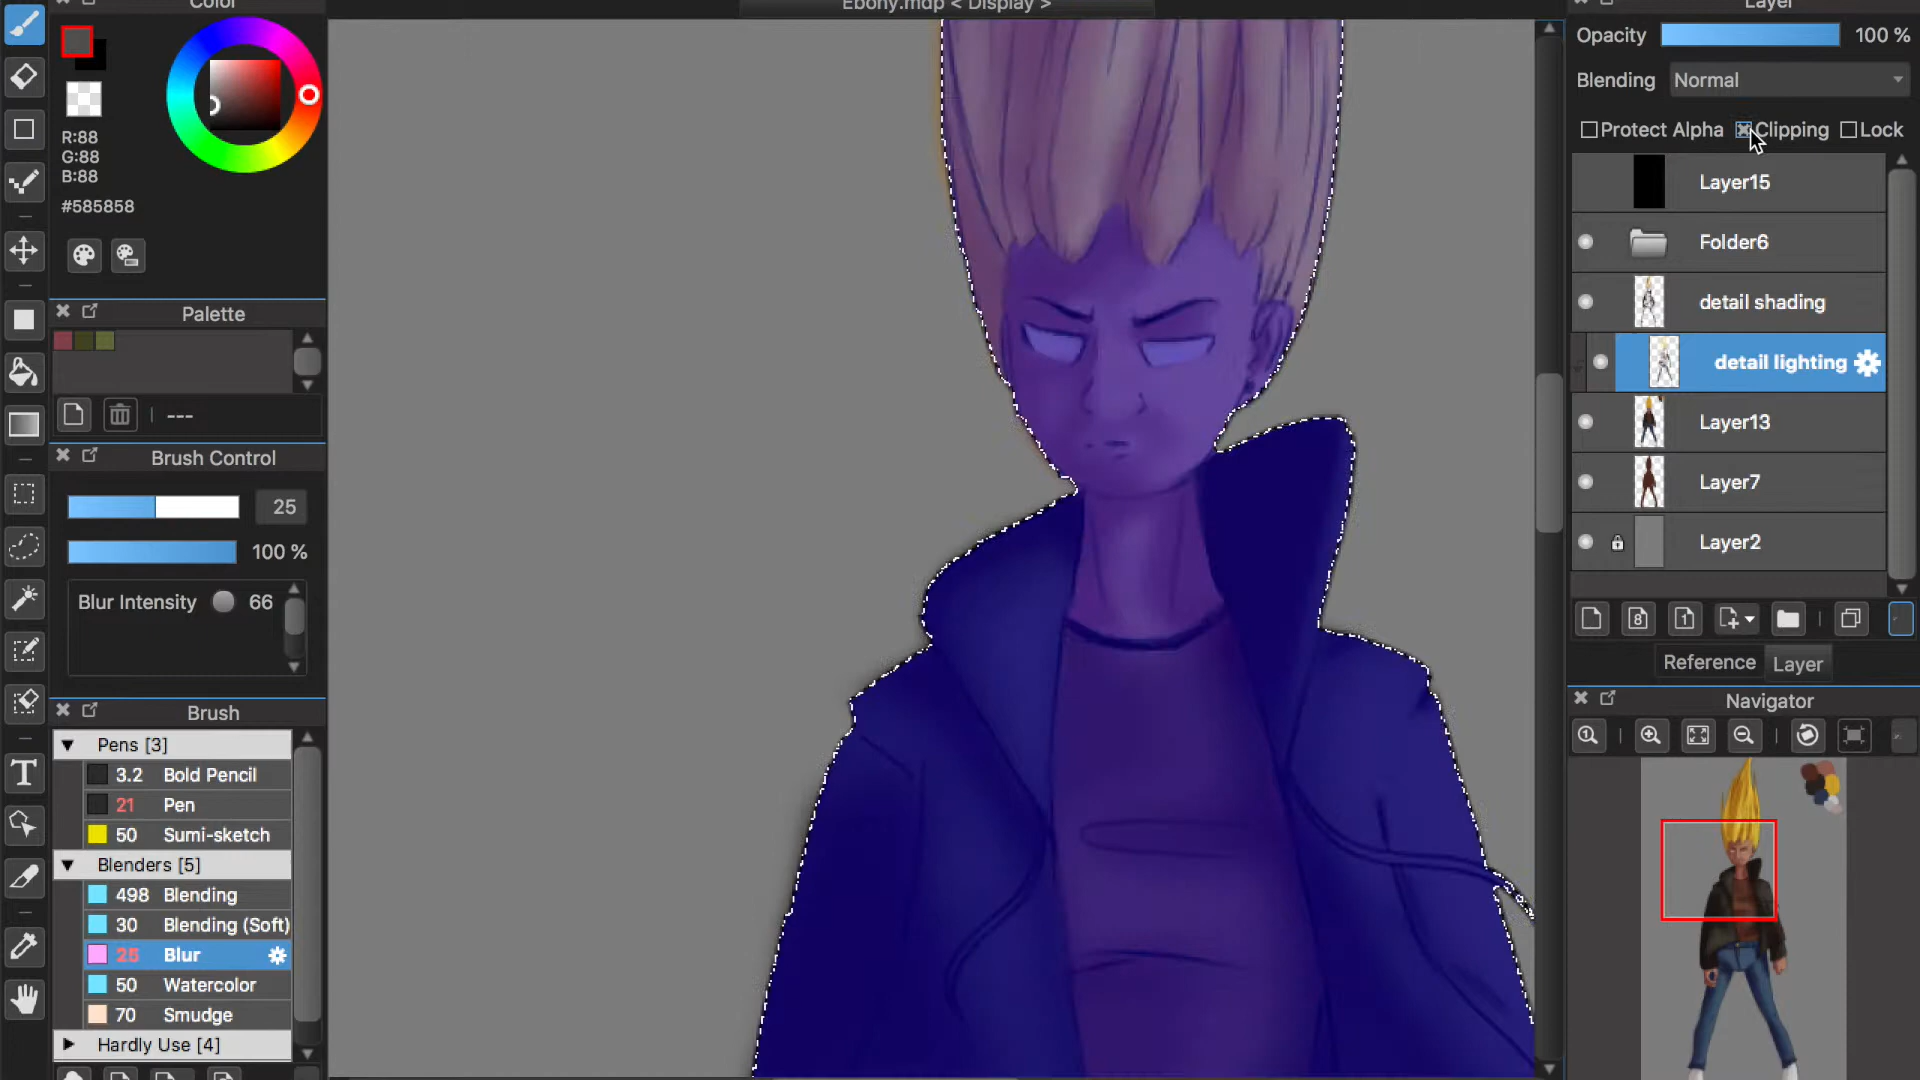 Color
R:88
G:88
B:88
#585858
Palette
---
Brush Control
25
100 %
Blur Intensity 66
Brush
Pens [3]
3.2 Bold Pencil
21 Pen
50 Sumi-sketch
Blenders [5]
498 Blending
30 Blending (Soft)
25 Blur
50 Watercolor
70 Smudge
Hardly Use [4]
Ebony.mdp < Display >
Layer
Opacity 100 %
Blending Normal
Protect Alpha Clipping Lock
Layer15
Folder6
detail shading
detail lighting
Layer13
Layer7
Layer2
Reference Layer
Navigator